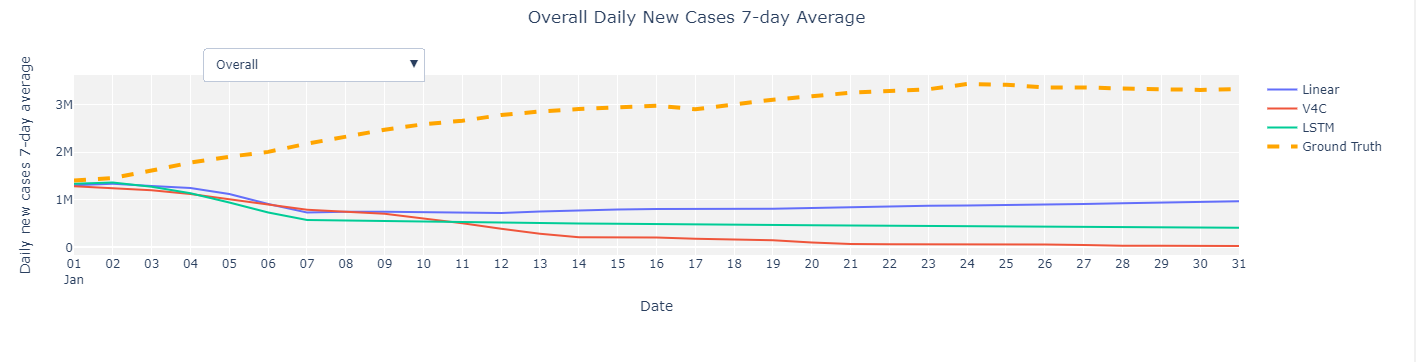 Overall Daily New Cases 7-day Average
Overall ▼
Daily new cases 7-day average
3M
2M
1M
0
01 02 03 04 05 06 07 08 09 10 11 12 13 14 15 16 17 18 19 20 21 22 23 24 25 26 27 28 29 30 31
Jan
Date
Linear
V4C
LSTM
Ground Truth